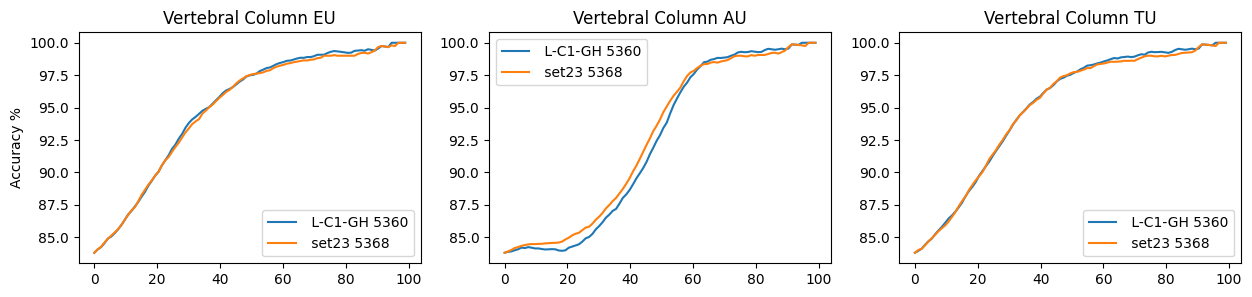 Vertebral Column EU
Accuracy %
100.0
97.5
95.0
92.5
90.0
87.5
85.0
0 20 40 60 80 100
L-C1-GH 5360
set23 5368
Vertebral Column AU
100.0
97.5
95.0
92.5
90.0
87.5
85.0
0 20 40 60 80 100
L-C1-GH 5360
set23 5368
Vertebral Column TU
100.0
97.5
95.0
92.5
90.0
87.5
85.0
0 20 40 60 80 100
L-C1-GH 5360
set23 5368